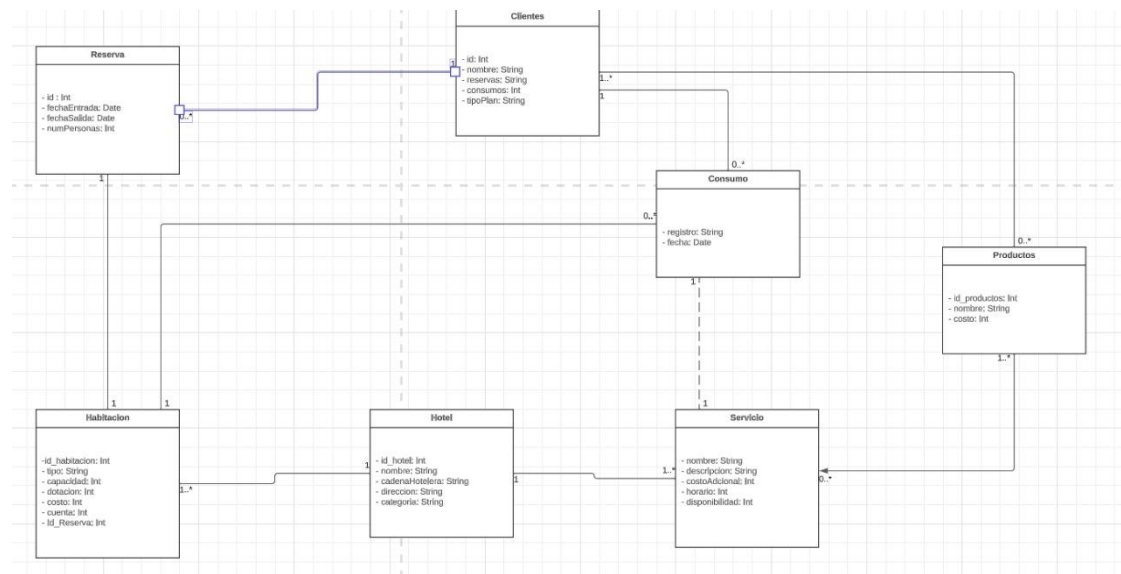 Clientes
- id: Int
- nombre: String
- reservas: String
- consumos: Int
- tipoPlan: String
1
1..*
1
Reserva
- id : Int
- fechaEntrada: Date
- fechaSalida: Date
- numPersonas: Int
0..*
1
0..*
Consumo
- registro: String
- fecha: Date
0..*
1
0..*
Productos
- id_productos: Int
- nombre: String
- costo: Int
1..*
1
1
Habitacion
-id_habitacion: Int
- tipo: String
- capacidad: Int
- dotacion: Int
- costo: Int
- cuenta: Int
- Id_Reserva: Int
1..*
Hotel
- id_hotel: Int
- nombre: String
- cadenaHotelera: String
- direccion: String
- categoria: String
1
1
1
Servicio
- nombre: String
- descripcion: String
- costoAdcional: Int
- horario: Int
- disponibilidad: Int
1..*
0..*